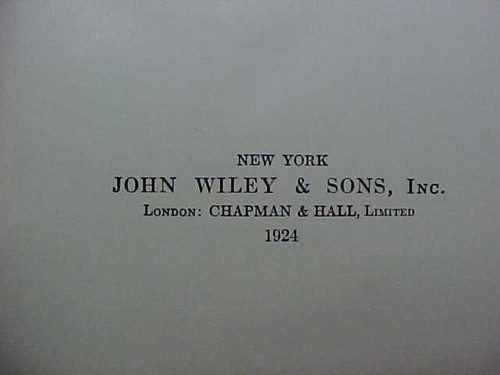 NEW YORK
JOHN WILEY & SONS, Inc.
London: CHAPMAN & HALL, Limited
1924